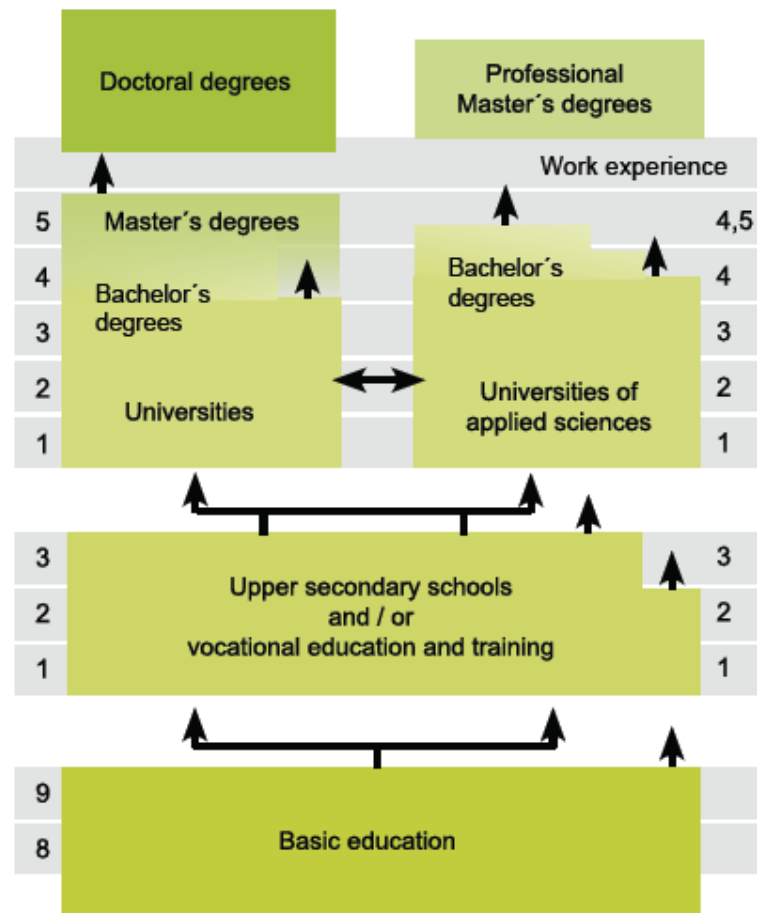 Doctoral degrees
Professional
Master´s degrees
Work experience
5
Master´s degrees
4,5
4
Bachelor´s
degrees
Bachelor´s
degrees
4
3
3
2
Universities
Universities of
applied sciences
2
1
1
3
3
Upper secondary schools
and / or
vocational education and training
2
2
1
1
9
Basic education
8